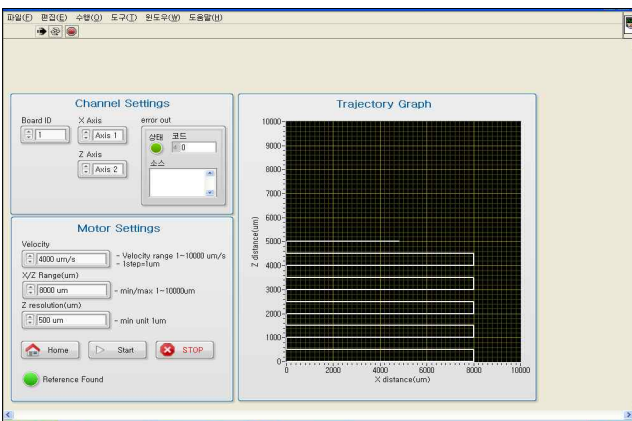 파일(F) 편집(E) 수행(O) 도구(T) 윈도우(W) 도움말(H)
Channel Settings
Board ID X Axis error out
1 Axis 1 상태 코드
0
Z Axis 소스
Axis 2
Motor Settings
Velocity
4000 um/s - Velocity range 1~10000 um/s
- 1step=1um
X/Z Range(um)
8000 um - min/max 1~10000um
Z resolution(um)
500 um - min unit 1um
Home Start STOP
Reference Found
Trajectory Graph
Z distance(um)
10000
9000
8000
7000
6000
5000
4000
3000
2000
1000
0
0 2000 4000 6000 8000 10000
X distance(um)